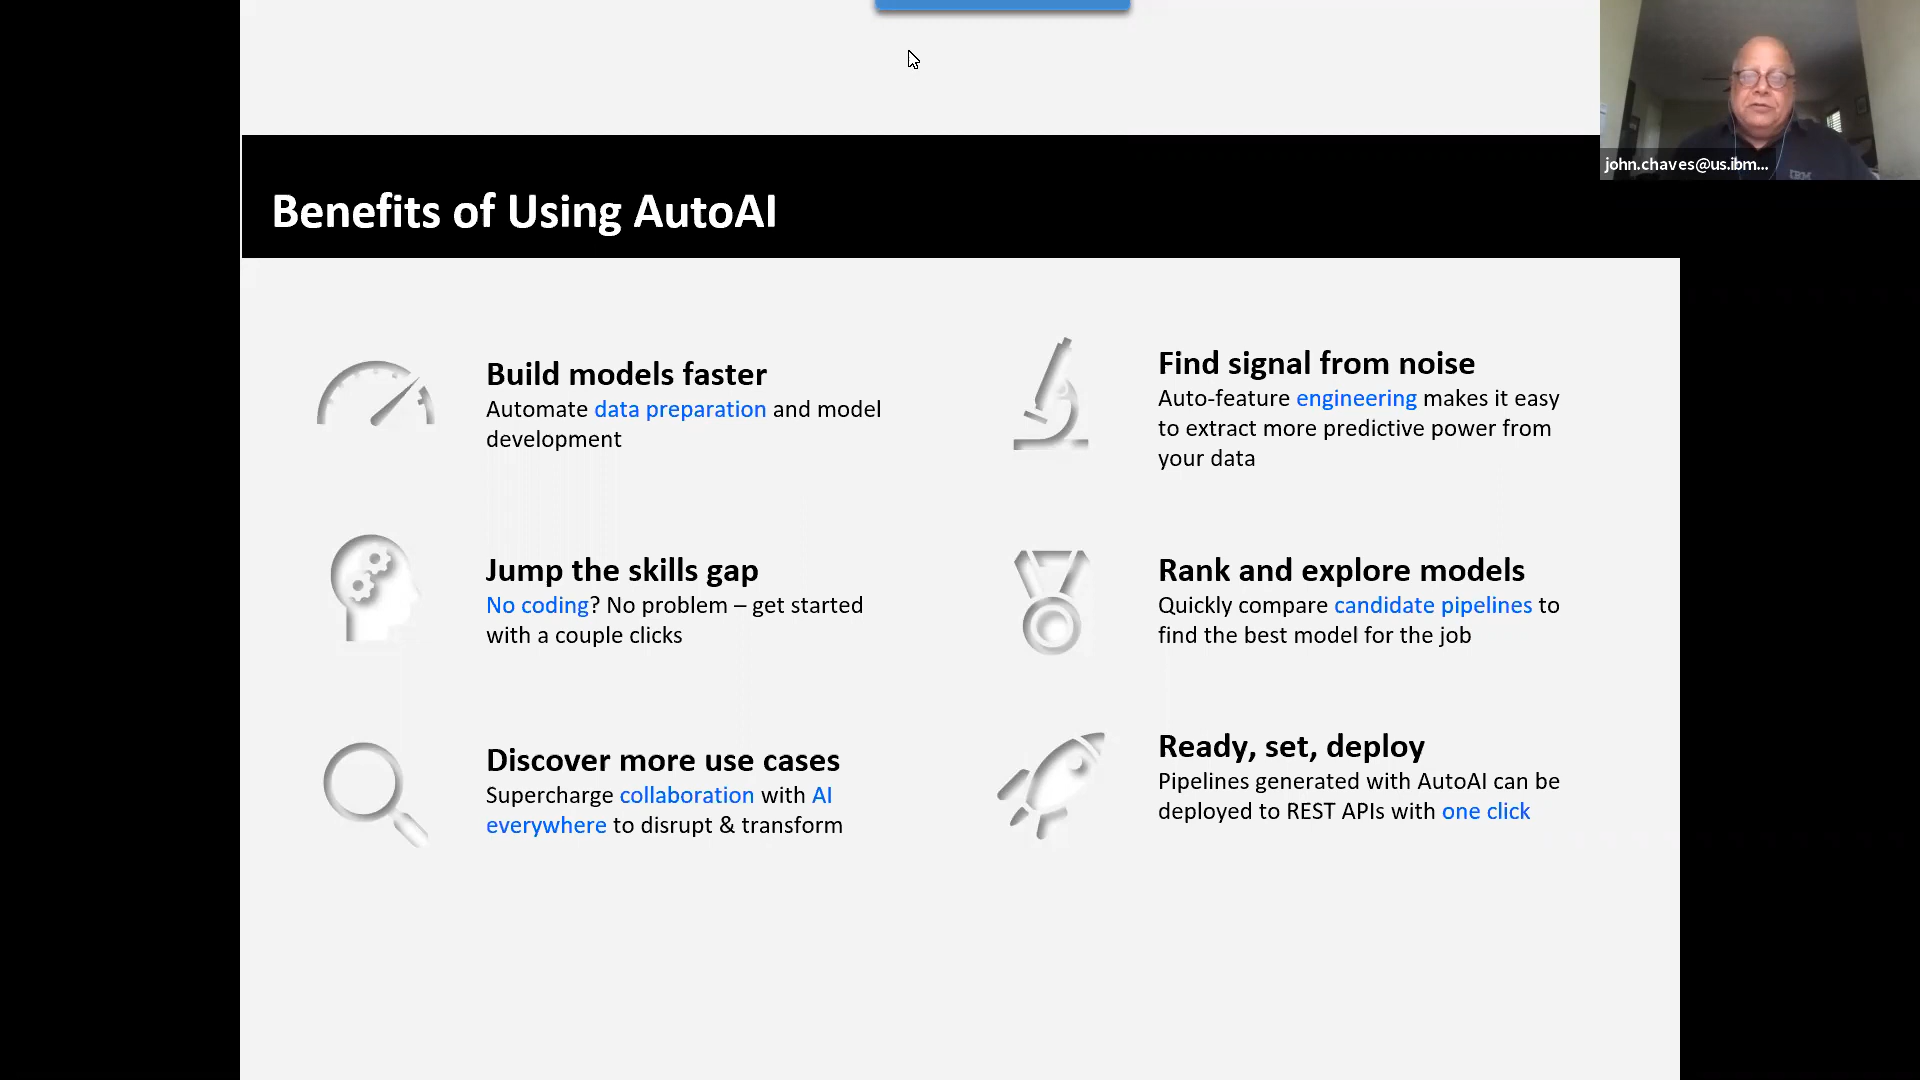 john.chaves@us.ibm...
IBM
Benefits of Using AutoAI
Build models faster
Automate data preparation and model
development
Find signal from noise
Auto-feature engineering makes it easy
to extract more predictive power from
your data
Jump the skills gap
No coding? No problem – get started
with a couple clicks
Rank and explore models
Quickly compare candidate pipelines to
find the best model for the job
Discover more use cases
Supercharge collaboration with AI
everywhere to disrupt & transform
Ready, set, deploy
Pipelines generated with AutoAI can be
deployed to REST APIs with one click